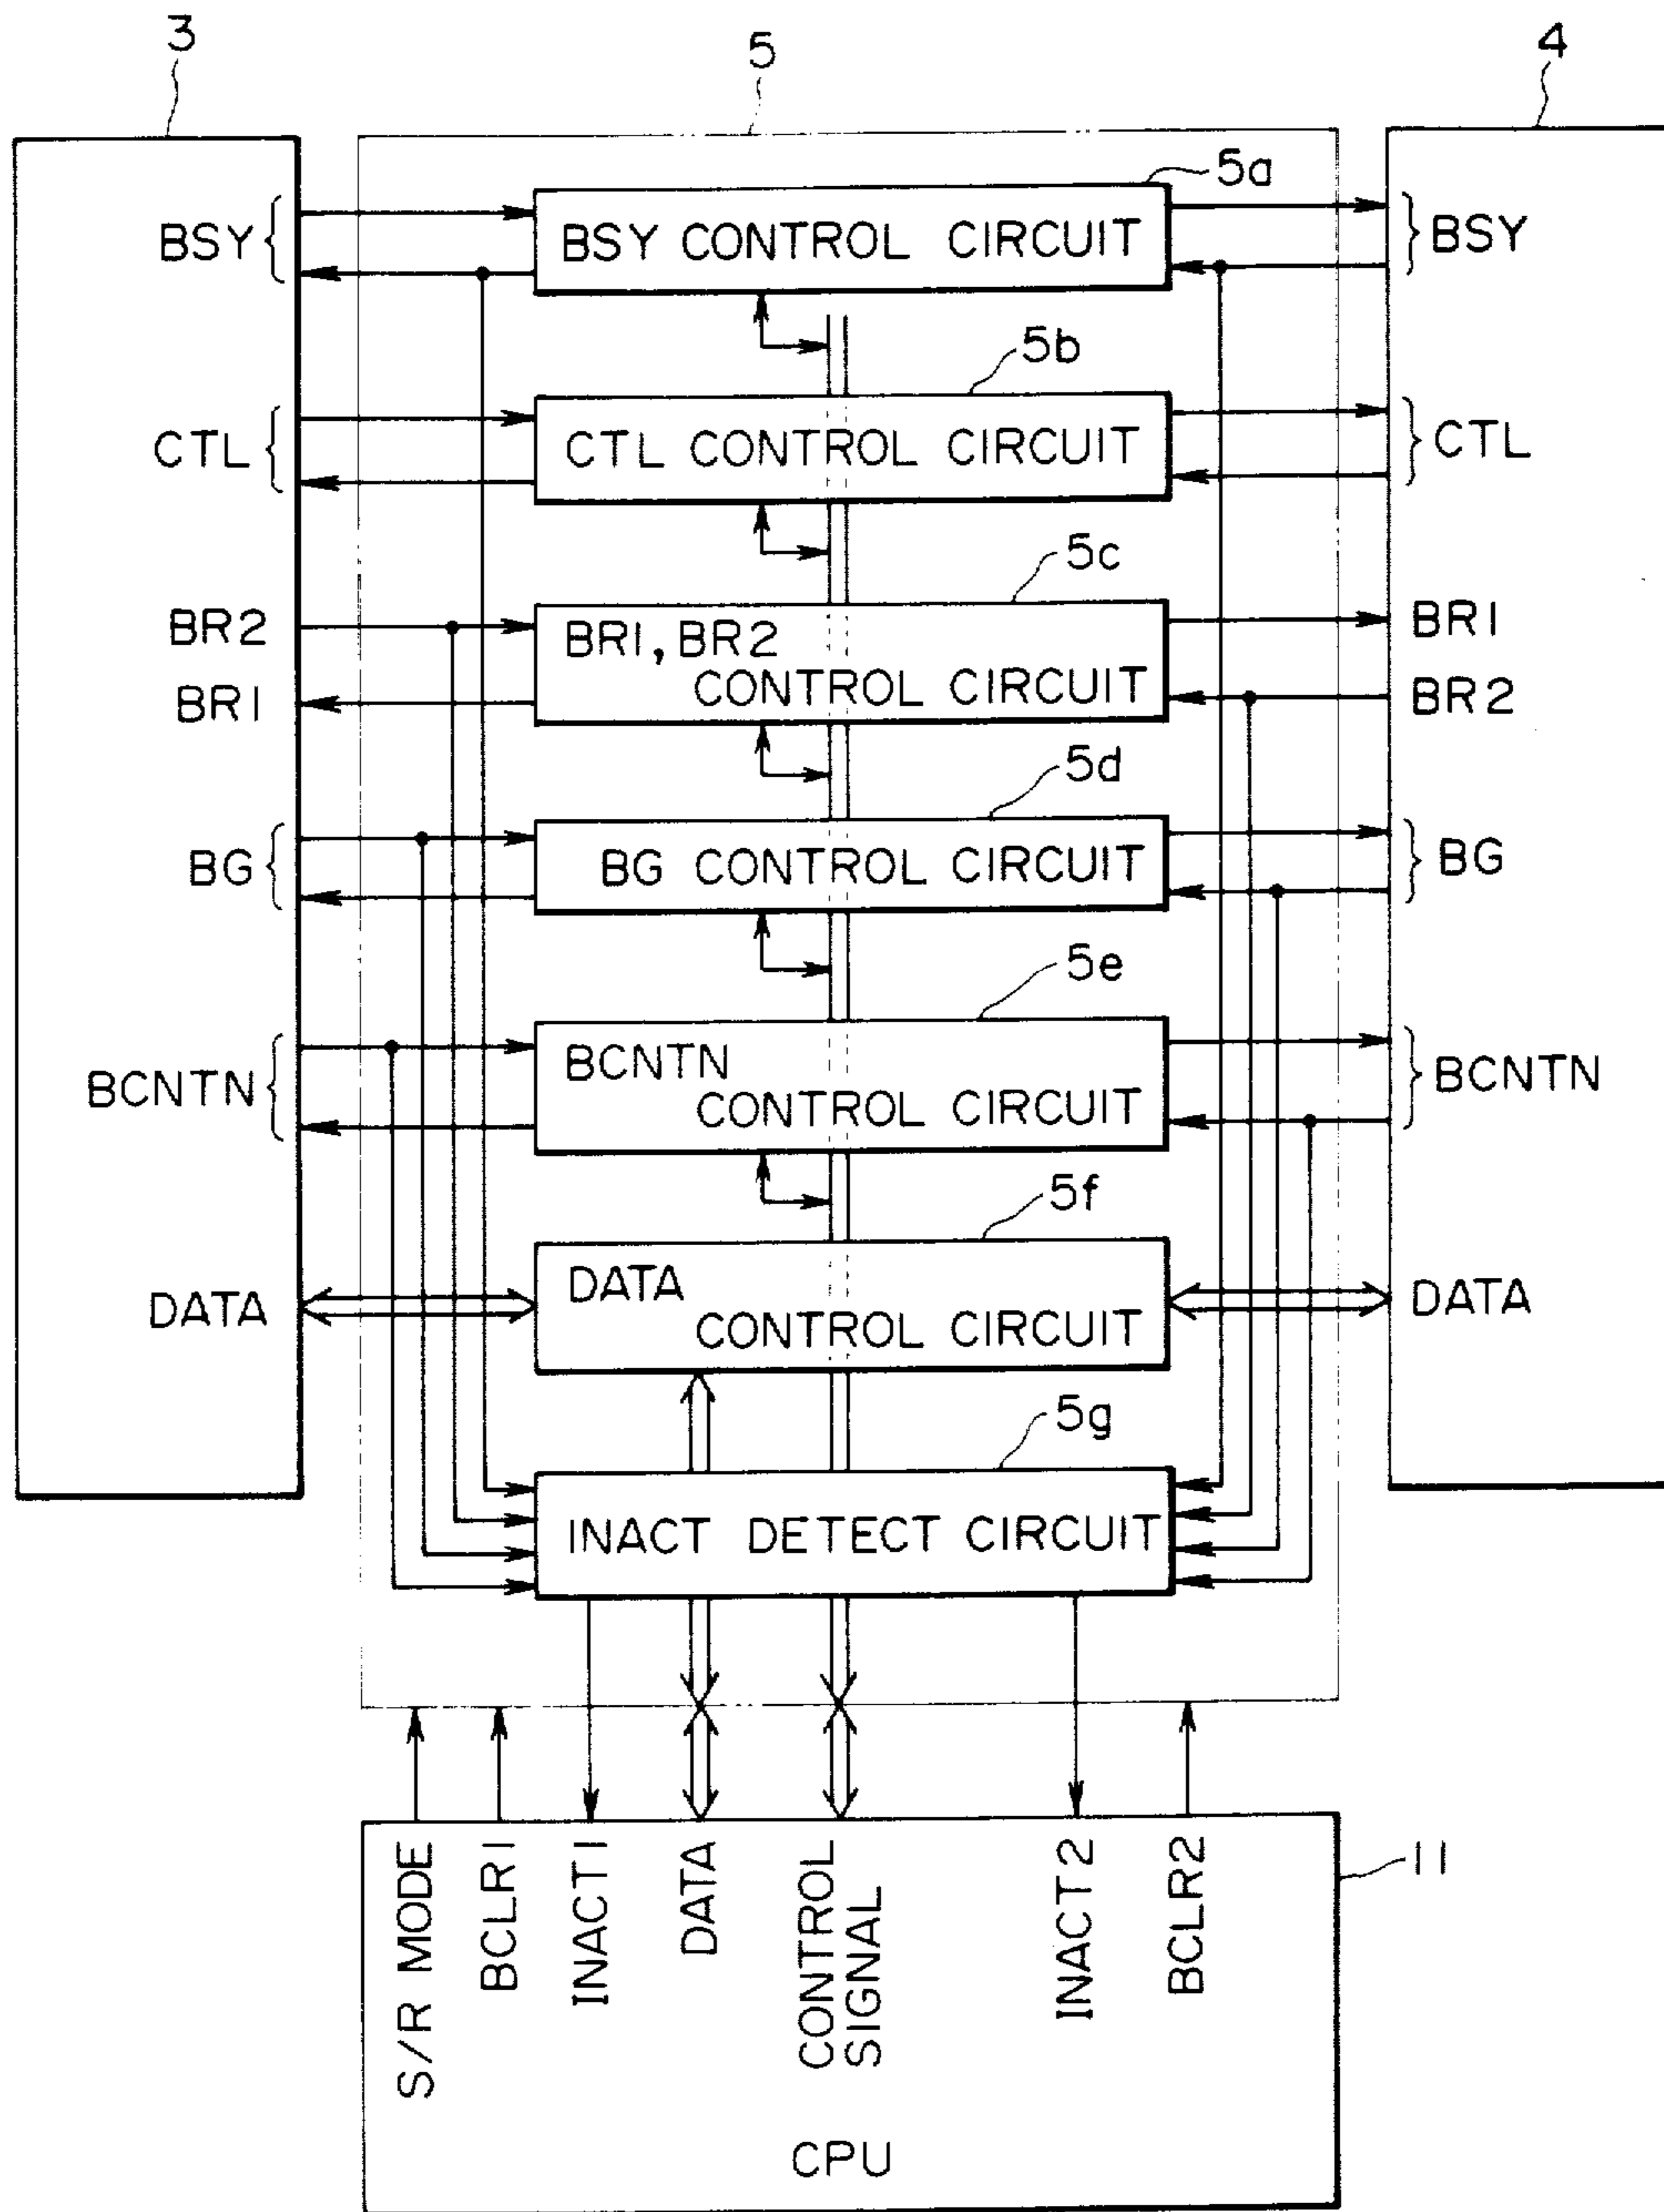 3
5
4
5a
BSY
BSY CONTROL CIRCUIT
BSY
5b
CTL
CTL CONTROL CIRCUIT
CTL
5c
BR2
BR1, BR2
CONTROL CIRCUIT
BR1
BR1
BR2
5d
BG
BG CONTROL CIRCUIT
BG
5e
BCNTN
BCNTN
CONTROL CIRCUIT
BCNTN
5f
DATA
DATA
CONTROL CIRCUIT
DATA
5g
INACT DETECT CIRCUIT
S/R MODE
BCLR1
INACT1
DATA
CONTROL
SIGNAL
INACT2
BCLR2
11
CPU